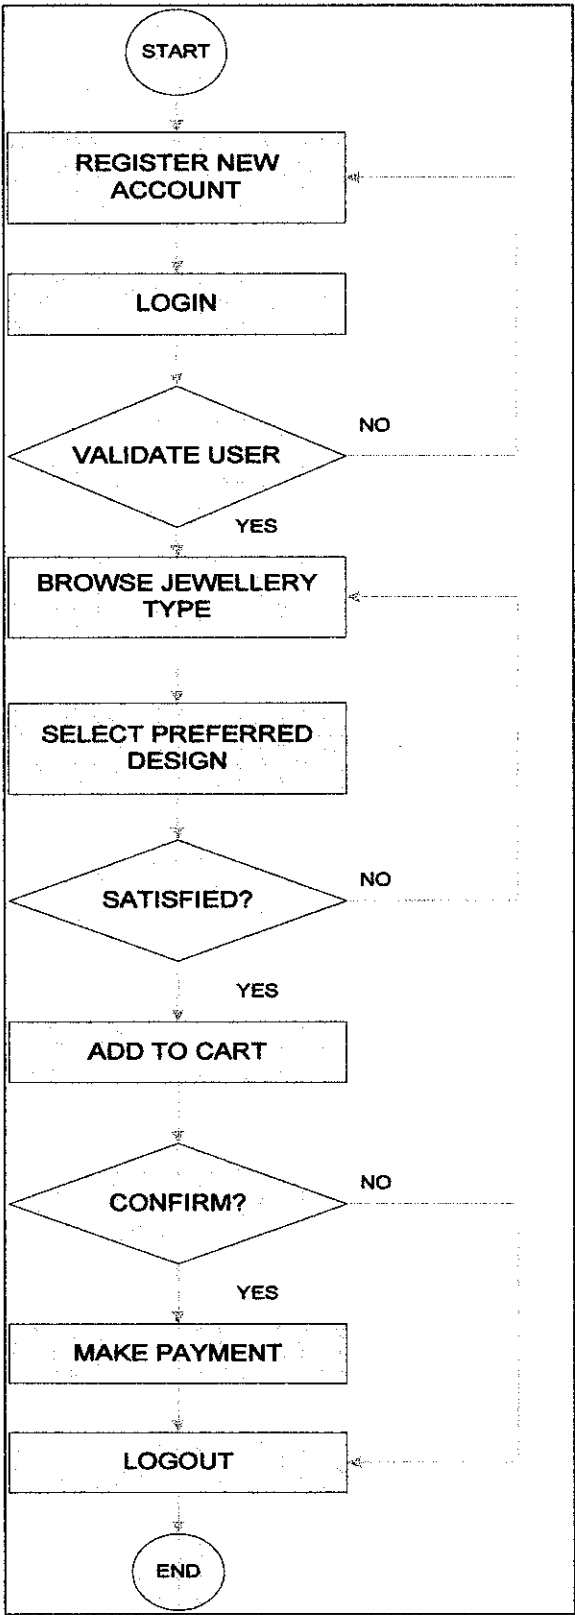 START
REGISTER NEW
ACCOUNT
LOGIN
VALIDATE USER
NO
YES
BROWSE JEWELLERY
TYPE
SELECT PREFERRED
DESIGN
SATISFIED?
NO
YES
ADD TO CART
CONFIRM?
NO
YES
MAKE PAYMENT
LOGOUT
END